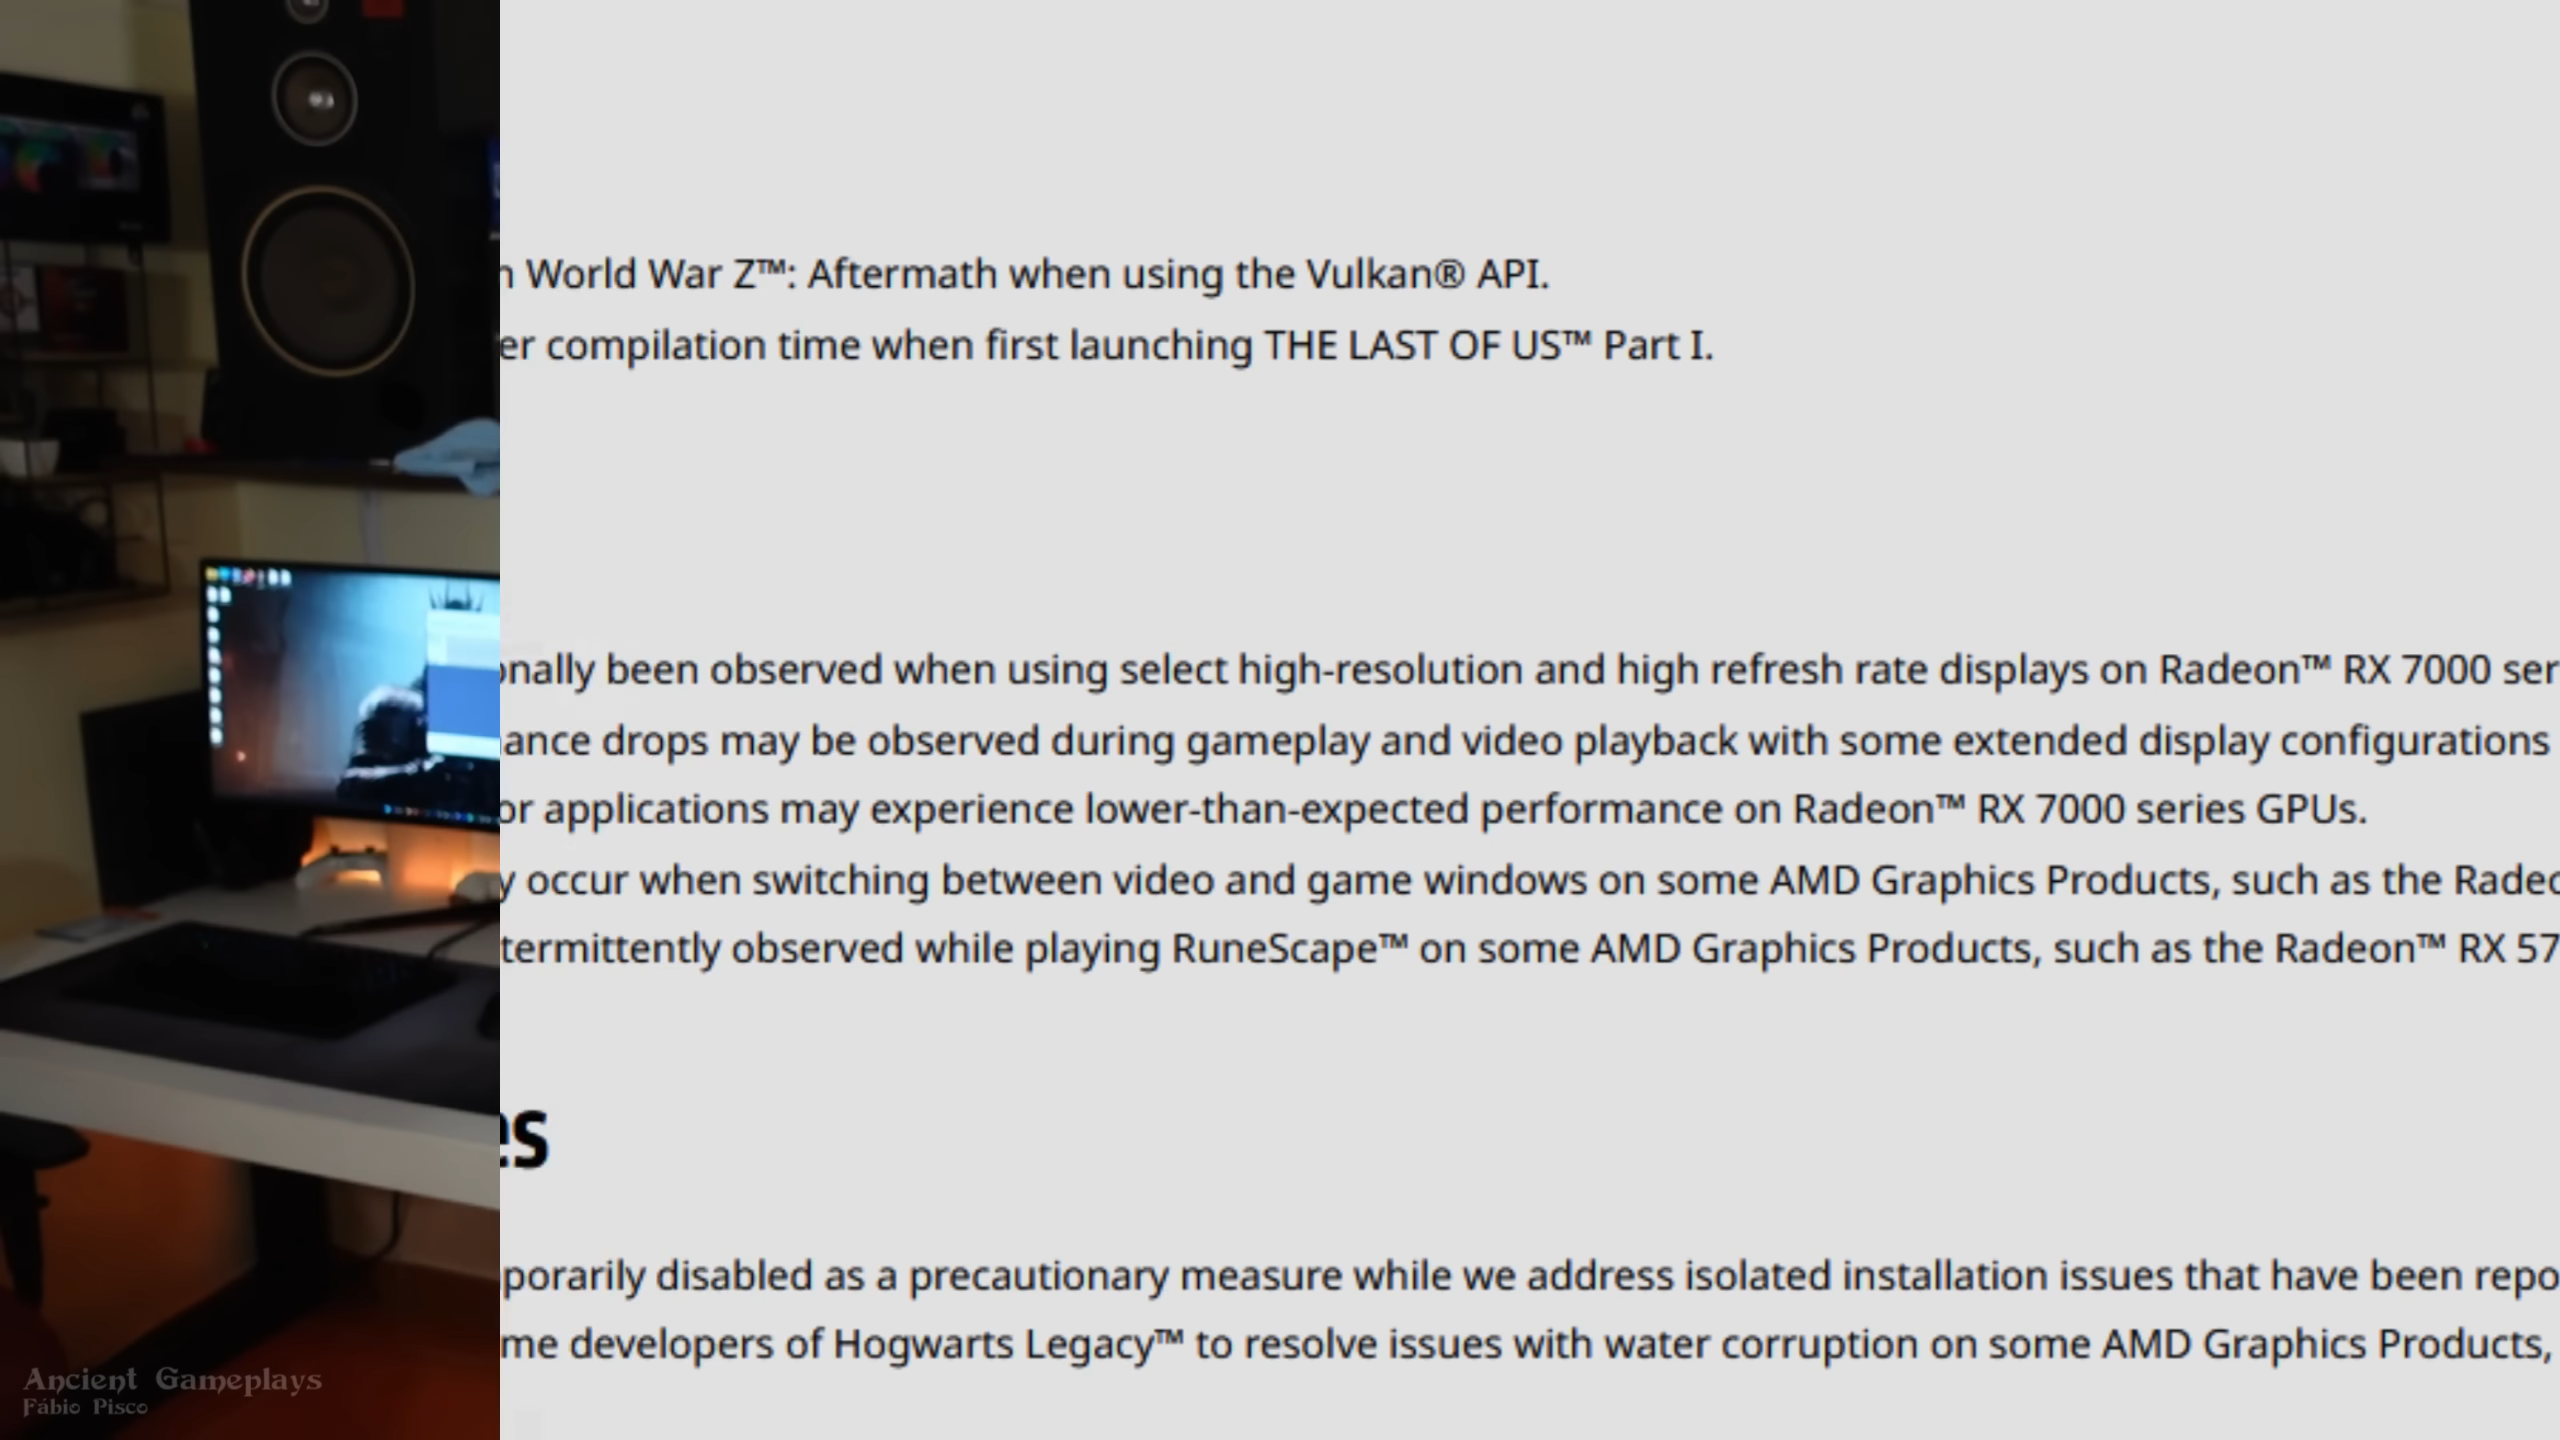 World War Z™: Aftermath when using the Vulkan® API.
er compilation time when first launching THE LAST OF US™ Part I.
onally been observed when using select high-resolution and high refresh rate displays on Radeon™ RX 7000 ser
ance drops may be observed during gameplay and video playback with some extended display configurations
or applications may experience lower-than-expected performance on Radeon™ RX 7000 series GPUs.
y occur when switching between video and game windows on some AMD Graphics Products, such as the Radeo
termittently observed while playing RuneScape™ on some AMD Graphics Products, such as the Radeon™ RX 57
es
porarily disabled as a precautionary measure while we address isolated installation issues that have been repo
me developers of Hogwarts Legacy™ to resolve issues with water corruption on some AMD Graphics Products,
Ancient Gameplays
Fábio Pisco